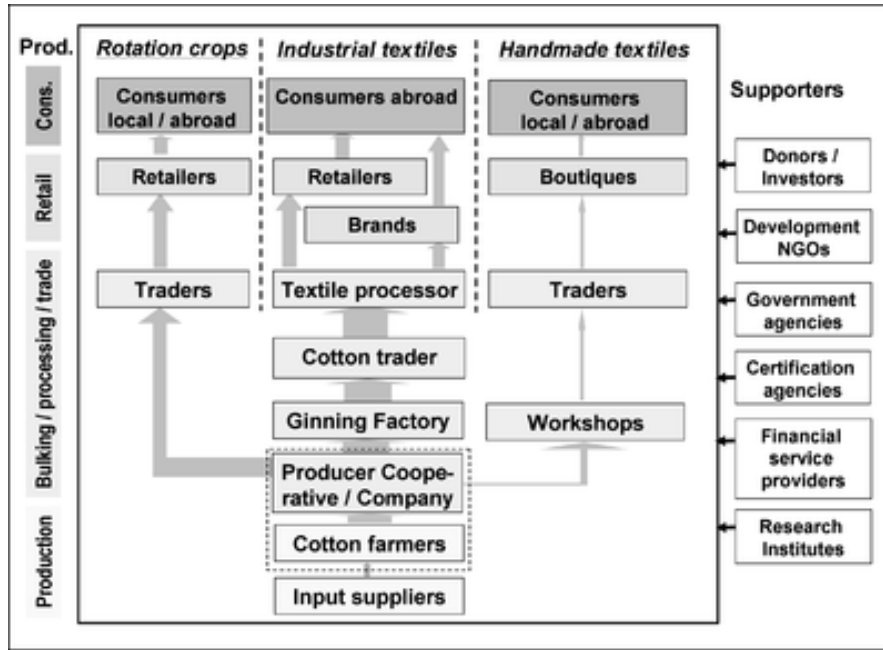 Prod.
Rotation crops
Industrial textiles
Handmade textiles
Cons.
Consumers
local / abroad
Consumers abroad
Consumers
local / abroad
Supporters
Retail
Retailers
Retailers
Boutiques
Donors /
Investors
Brands
Development
NGOs
Bulking / processing / trade
Traders
Textile processor
Traders
Government
agencies
Cotton trader
Certification
agencies
Ginning Factory
Workshops
Financial
service
providers
Producer Coope-
rative / Company
Production
Cotton farmers
Research
Institutes
Input suppliers